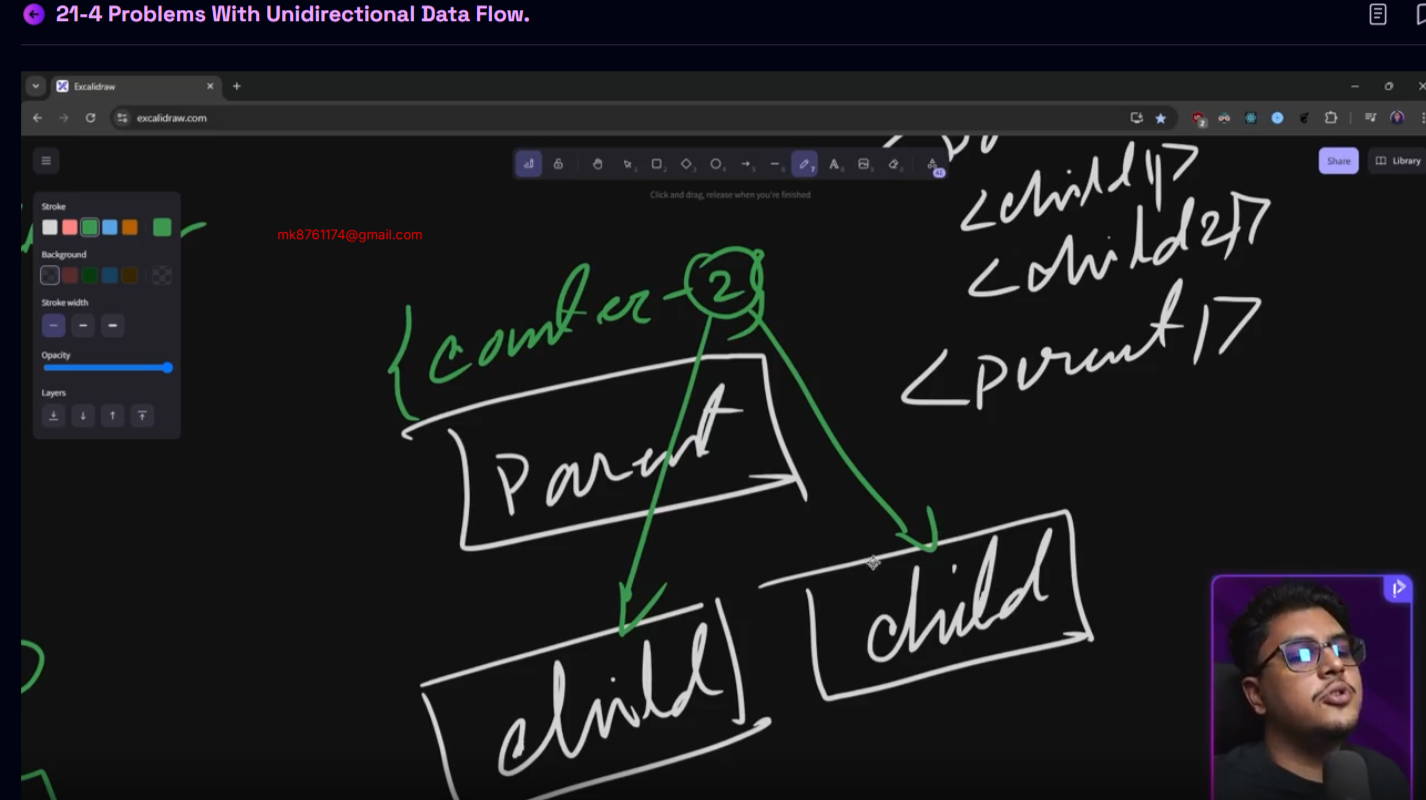 21-4 Problems With Unidirectional Data Flow.
Excalidraw
excalidraw.com
Share
Library
Click and drag, release when you're finished
Stroke
Background
Stroke width
Opacity
Layers
mk8761174@gmail.com
<child1/>
<child2/>
<parent/>
{counter - 2
Parent
child
child